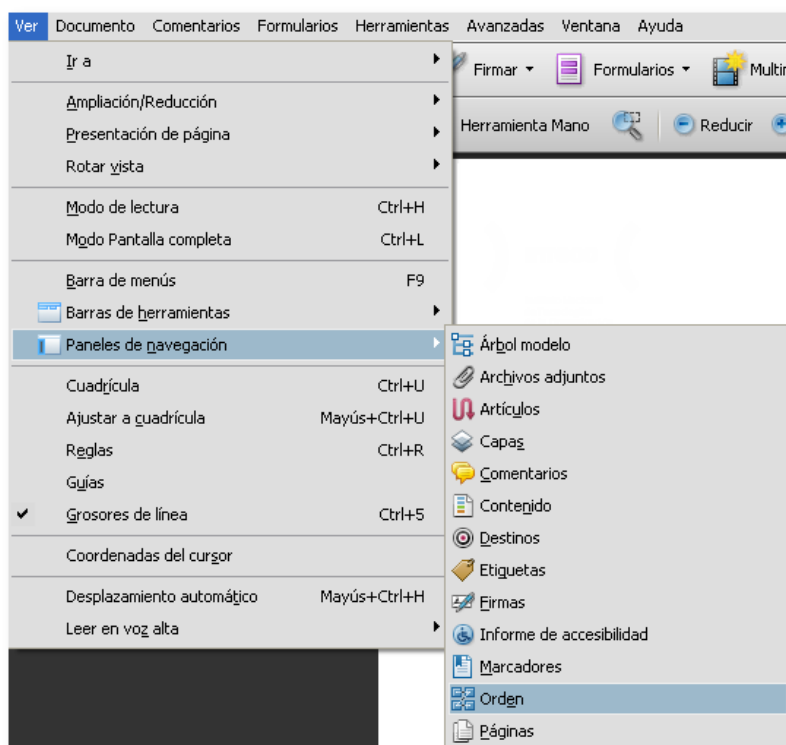 Ver Documento Comentarios Formularios Herramientas Avanzadas Ventana Ayuda
Firmar Formularios
Herramienta Mano Reducir
Ir a
Ampliación/Reducción
Presentación de página
Rotar vista
Modo de lectura Ctrl+H
Modo Pantalla completa Ctrl+L
Barra de menús F9
Barras de herramientas
Paneles de navegación
Cuadrícula Ctrl+U
Ajustar a cuadrícula Mayús+Ctrl+U
Reglas Ctrl+R
Guías
Grosores de línea Ctrl+5
Coordenadas del cursor
Desplazamiento automático Mayús+Ctrl+H
Leer en voz alta
Árbol modelo
Archivos adjuntos
Artículos
Capas
Comentarios
Contenido
Destinos
Etiquetas
Firmas
Informe de accesibilidad
Marcadores
Orden
Páginas